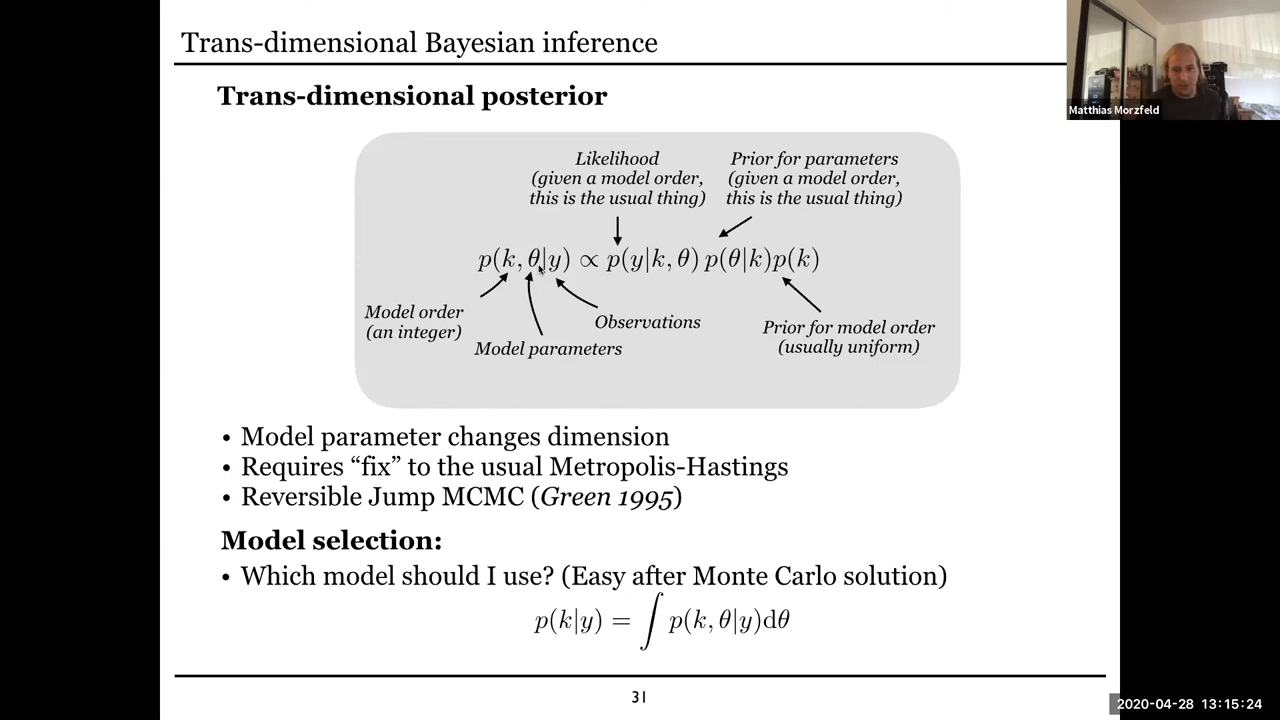 Trans-dimensional Bayesian inference
Matthias Morzfeld
Trans-dimensional posterior
Likelihood
(given a model order,
this is the usual thing)
Prior for parameters
(given a model order,
this is the usual thing)
p(k, θ|y) ∝ p(y|k, θ) p(θ|k)p(k)
Model order
(an integer)
Model parameters
Observations
Prior for model order
(usually uniform)
• Model parameter changes dimension
• Requires “fix” to the usual Metropolis-Hastings
• Reversible Jump MCMC (Green 1995)
Model selection:
• Which model should I use? (Easy after Monte Carlo solution)
p(k|y) = ∫ p(k, θ|y)dθ
31
2020-04-28 13:15:24